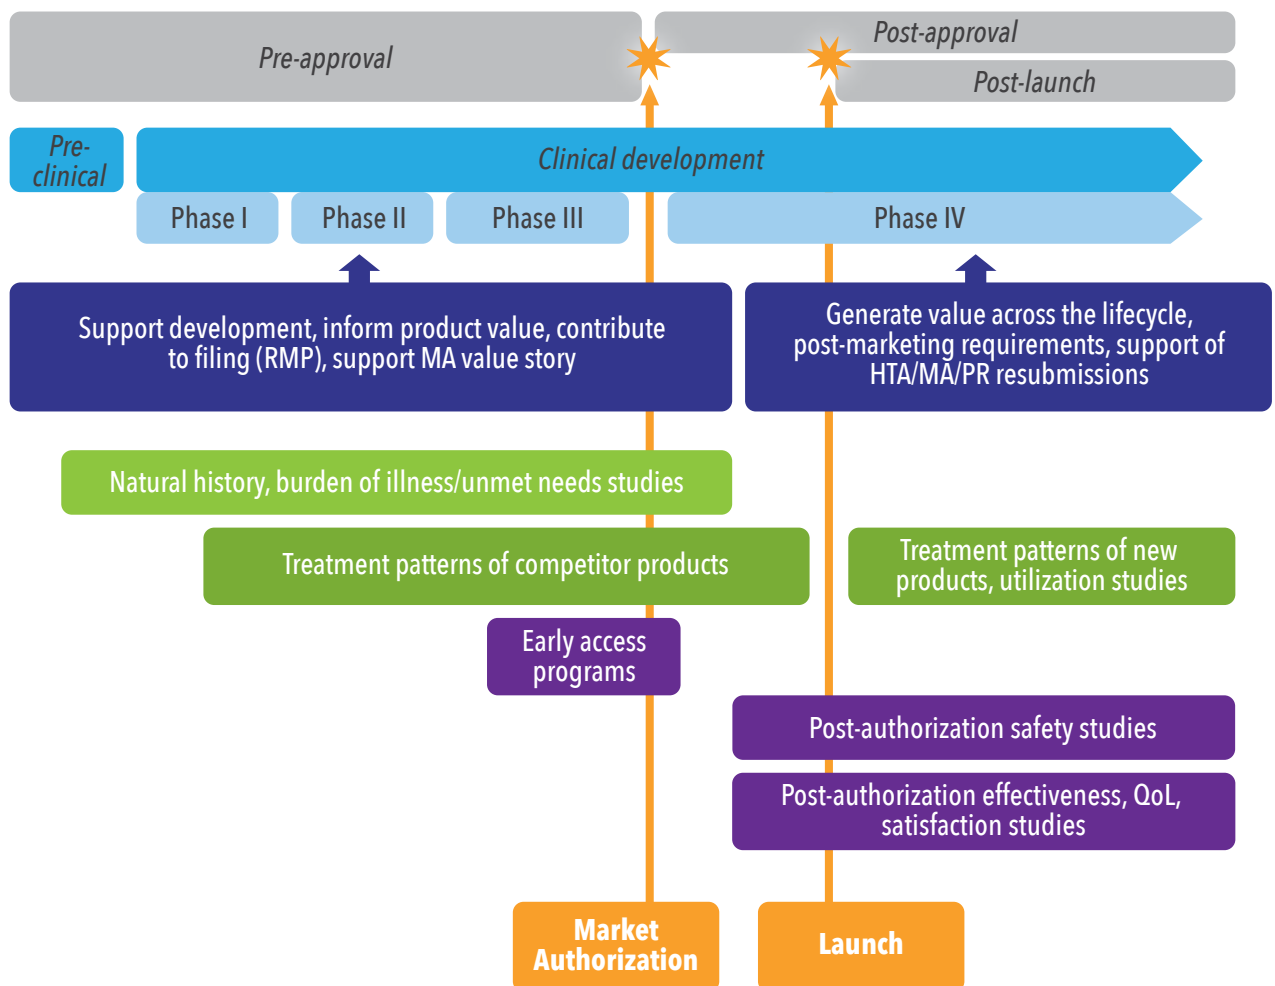 Pre-approval
Post-approval
Post-launch
Pre-
clinical
Clinical development
Phase I
Phase II
Phase III
Phase IV
Support development, inform product value, contribute
to filing (RMP), support MA value story
Generate value across the lifecycle,
post-marketing requirements, support of
HTA/MA/PR resubmissions
Natural history, burden of illness/unmet needs studies
Treatment patterns of competitor products
Treatment patterns of new
products, utilization studies
Early access
programs
Post-authorization safety studies
Post-authorization effectiveness, QoL,
satisfaction studies
Market
Authorization
Launch